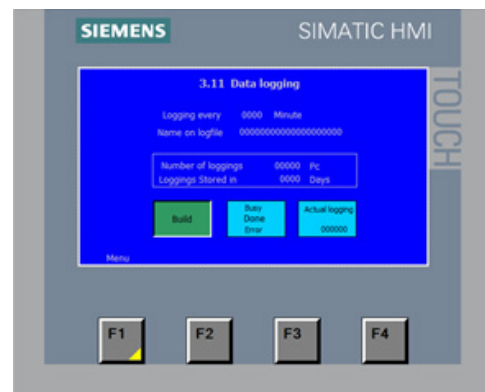 SIEMENS
SIMATIC HMI
TOUCH
3.11 Data logging
Logging every 0000 Minute
Name on logfile 00000000000000000000
Number of loggings 00000 Pc
Loggings Stored in 0000 Days
Build
Busy
Done
Error
Actual logging
000000
Menu
F1
F2
F3
F4